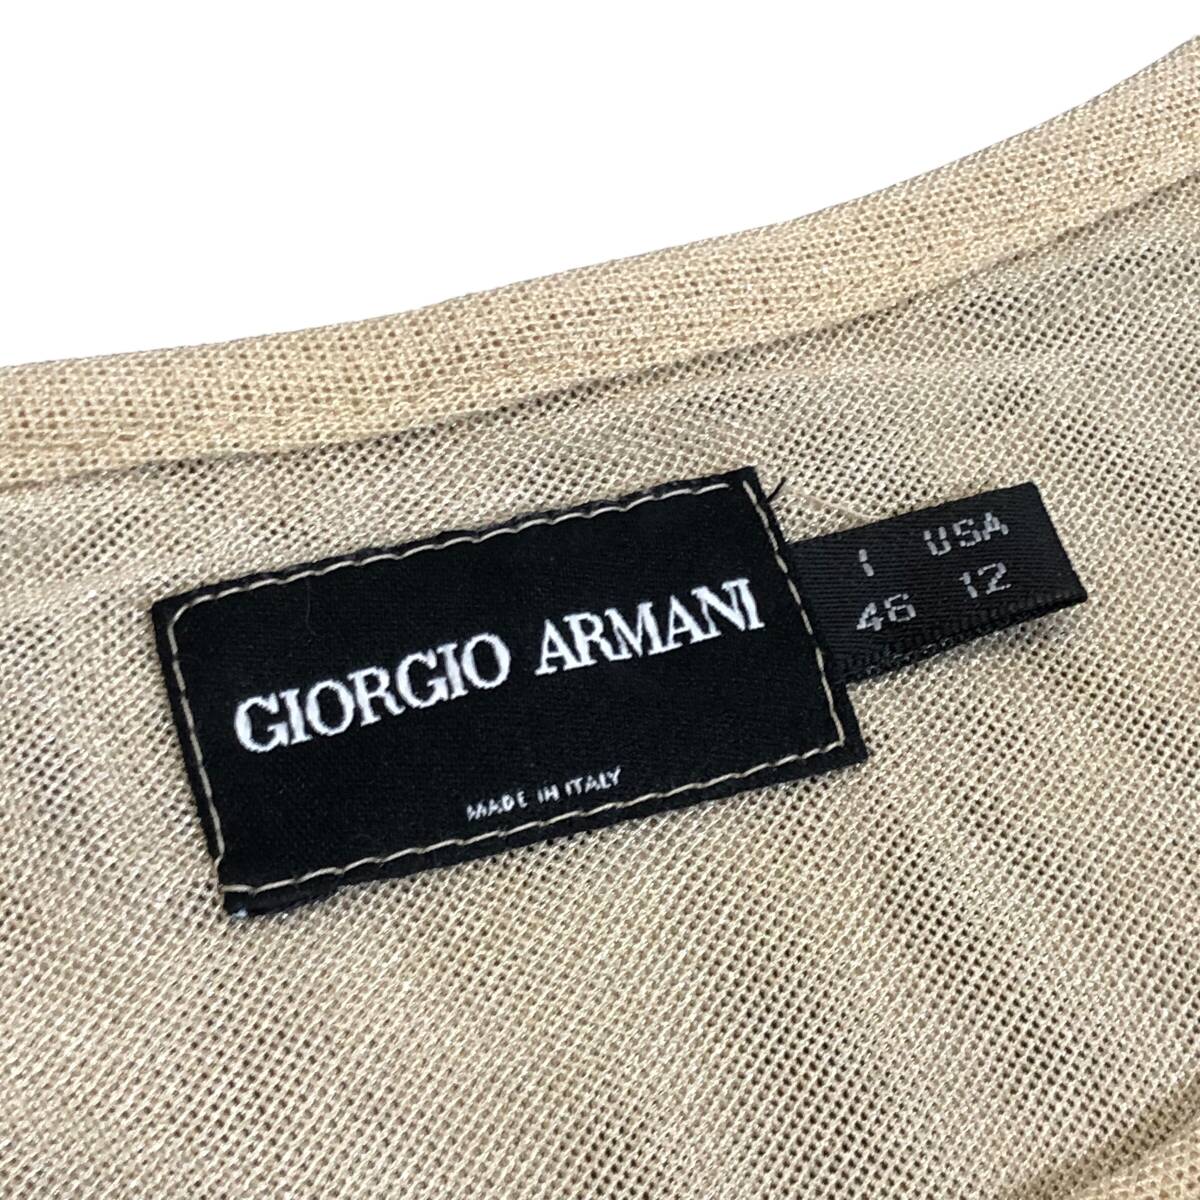 GIORGIO ARMANI
MADE IN ITALY
I USA
46 12